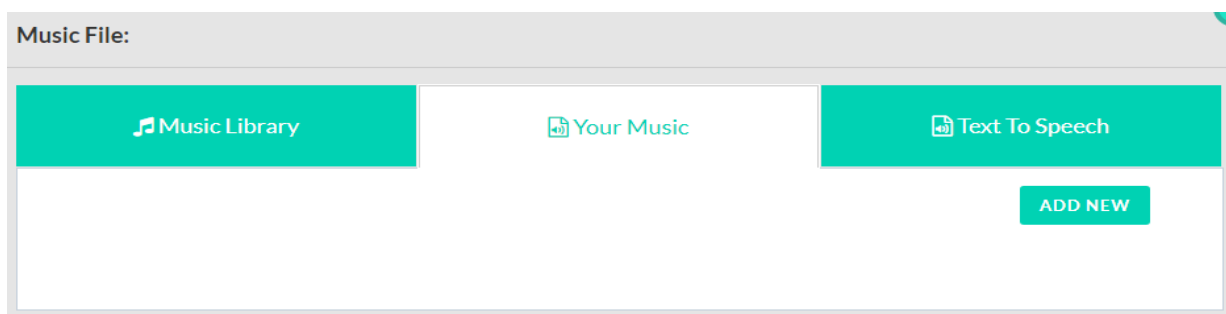 Music File:
Music Library
Your Music
Text To Speech
ADD NEW